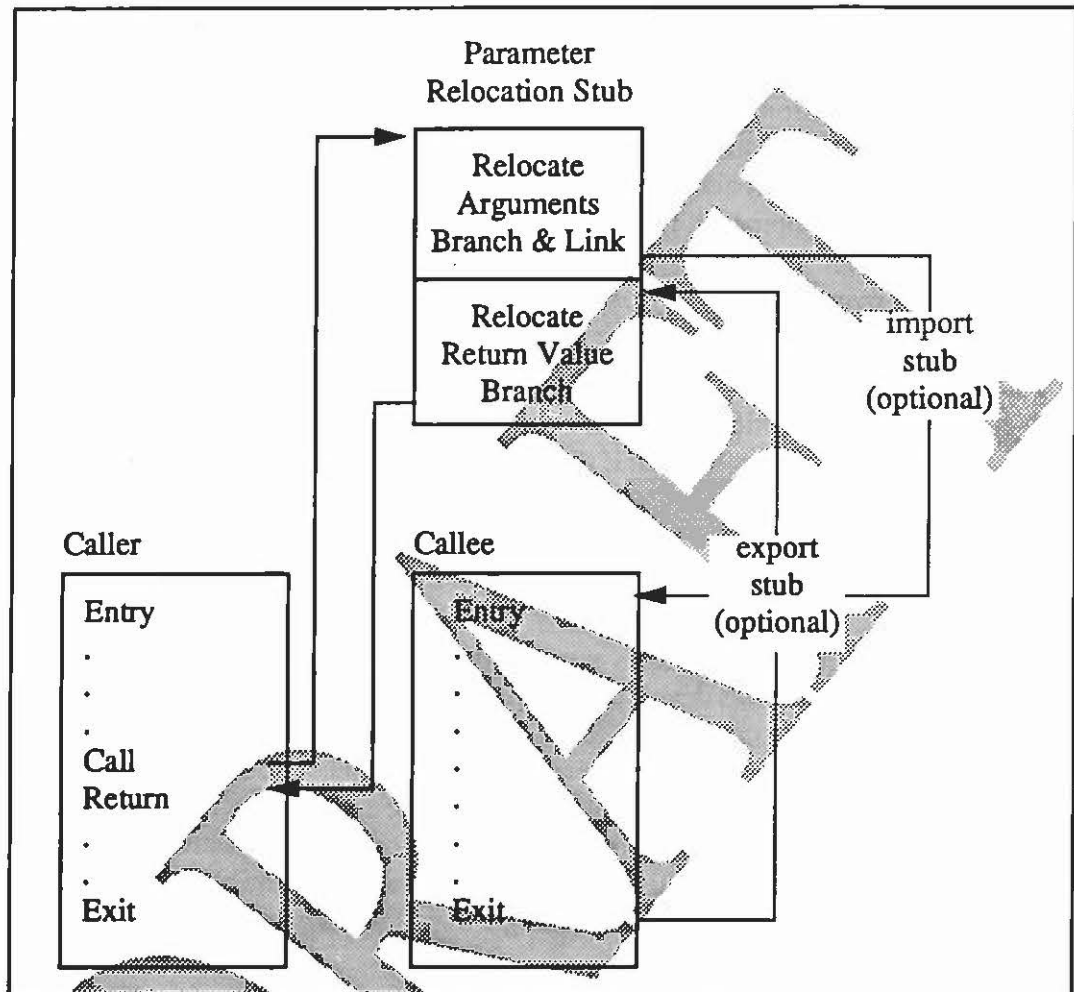 Parameter
Relocation Stub
Relocate
Arguments
Branch & Link
Relocate
Return Value
Branch
import
stub
(optional)
export
stub
(optional)
Caller
Entry
.
.
.
Call
Return
.
.
Exit
Callee
Entry
.
.
.
.
.
.
.
Exit